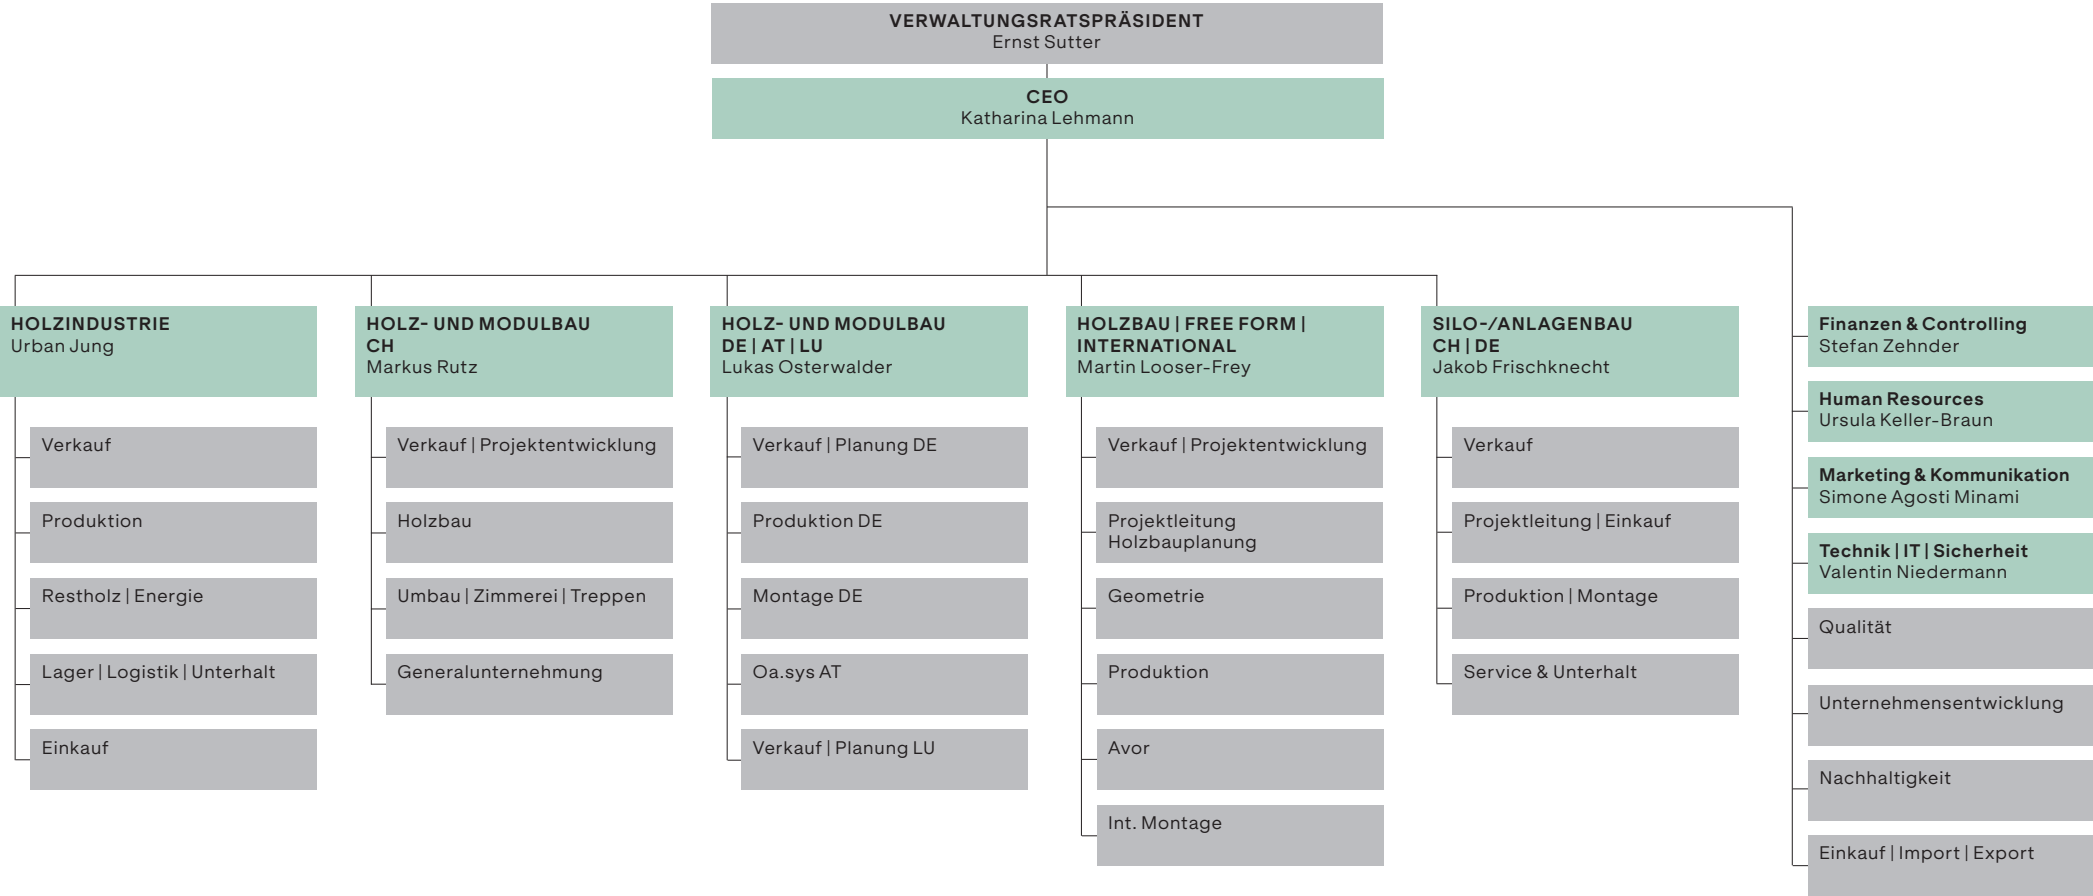 VERWALTUNGSRATSPRÄSIDENT
Ernst Sutter
CEO
Katharina Lehmann
HOLZINDUSTRIE
Urban Jung
Verkauf
Produktion
Restholz | Energie
Lager | Logistik | Unterhalt
Einkauf
HOLZ- UND MODULBAU
CH
Markus Rutz
Verkauf | Projektentwicklung
Holzbau
Umbau | Zimmerei | Treppen
Generalunternehmung
HOLZ- UND MODULBAU
DE | AT | LU
Lukas Osterwalder
Verkauf | Planung DE
Produktion DE
Montage DE
Oa.sys AT
Verkauf | Planung LU
HOLZBAU | FREE FORM |
INTERNATIONAL
Martin Looser-Frey
Verkauf | Projektentwicklung
Projektleitung
Holzbauplanung
Geometrie
Produktion
Avor
Int. Montage
SILO-/ANLAGENBAU
CH | DE
Jakob Frischknecht
Verkauf
Projektleitung | Einkauf
Produktion | Montage
Service & Unterhalt
Finanzen & Controlling
Stefan Zehnder
Human Resources
Ursula Keller-Braun
Marketing & Kommunikation
Simone Agosti Minami
Technik | IT | Sicherheit
Valentin Niedermann
Qualität
Unternehmensentwicklung
Nachhaltigkeit
Einkauf | Import | Export